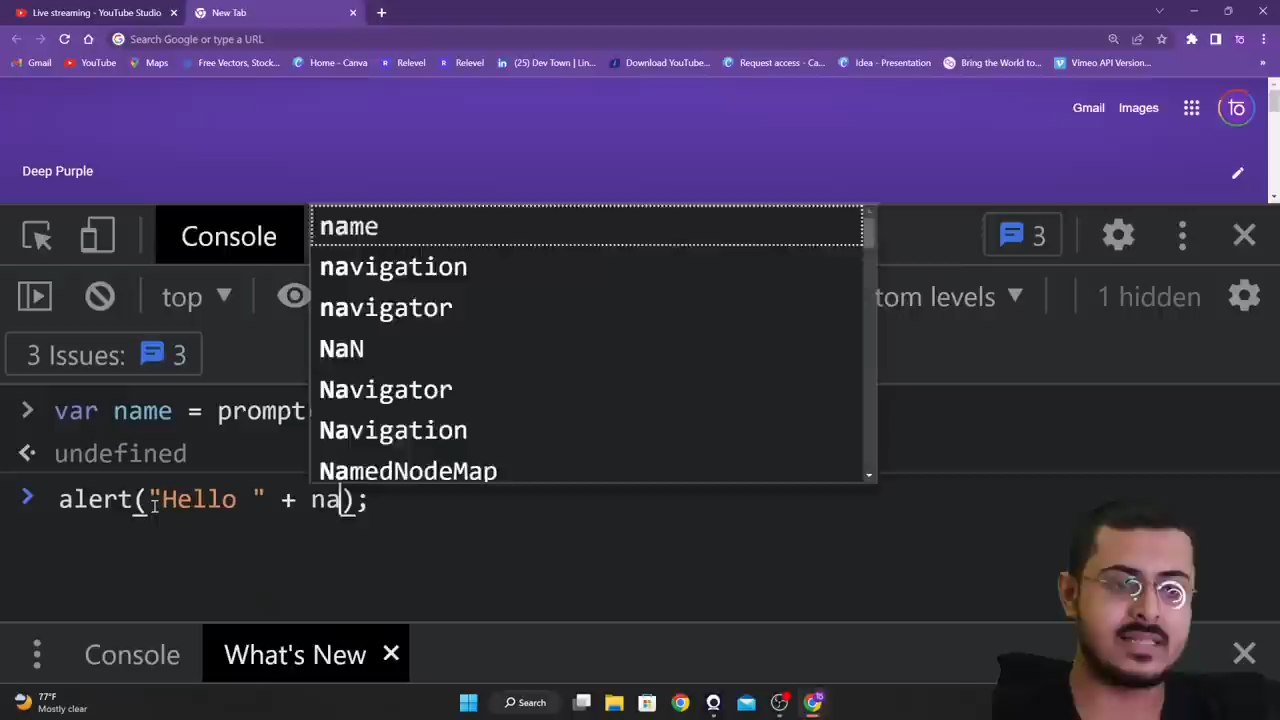 Live streaming - YouTube Studio
New Tab
Search Google or type a URL
Gmail
YouTube
Maps
Free Vectors, Stock...
Home - Canva
Relevel
Relevel
(25) Dev Town | Lin...
Download YouTube...
Request access - Ca...
Idea - Presentation
Bring the World to...
Vimeo API Version...
»
Gmail
Images
Deep Purple
Console
3
top
tom levels
1 hidden
3 Issues: 3
name
navigation
navigator
NaN
Navigator
Navigation
NamedNodeMap
> var name = prompt
undefined
> alert("Hello " + na);
Console
What's New
77°F
Mostly clear
Search